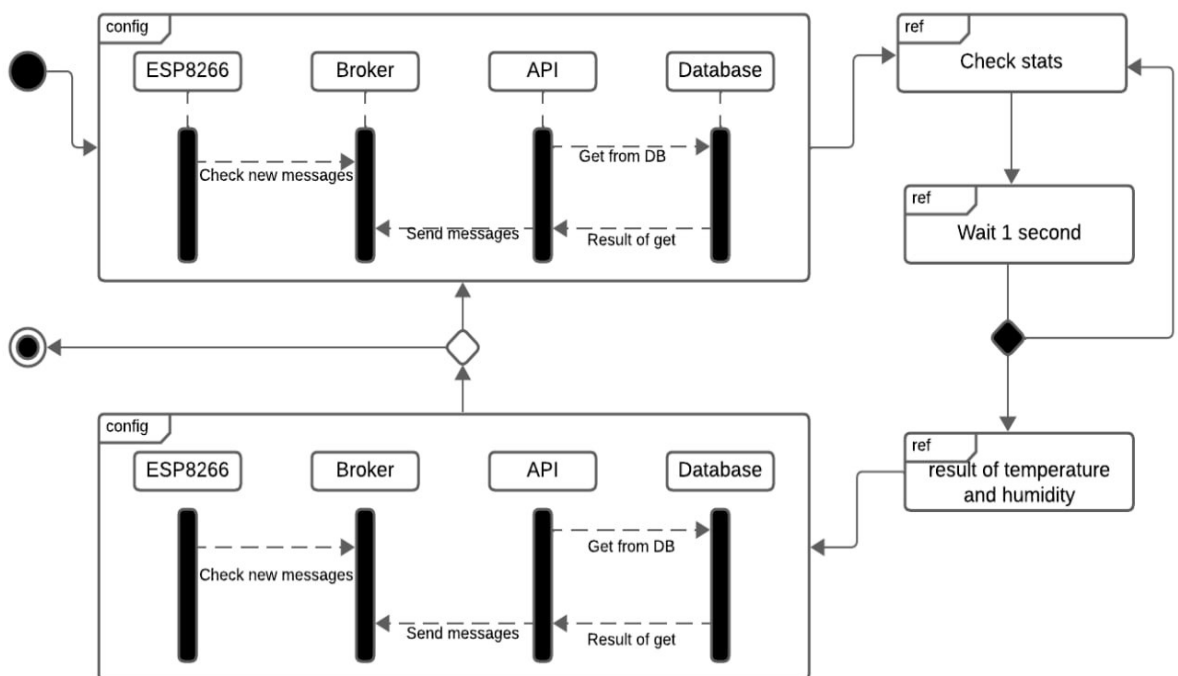 config
ESP8266
Broker
API
Database
Check new messages
Get from DB
Send messages
Result of get
ref
Check stats
ref
Wait 1 second
ref
result of temperature
and humidity
config
ESP8266
Broker
API
Database
Get from DB
Check new messages
Send messages
Result of get